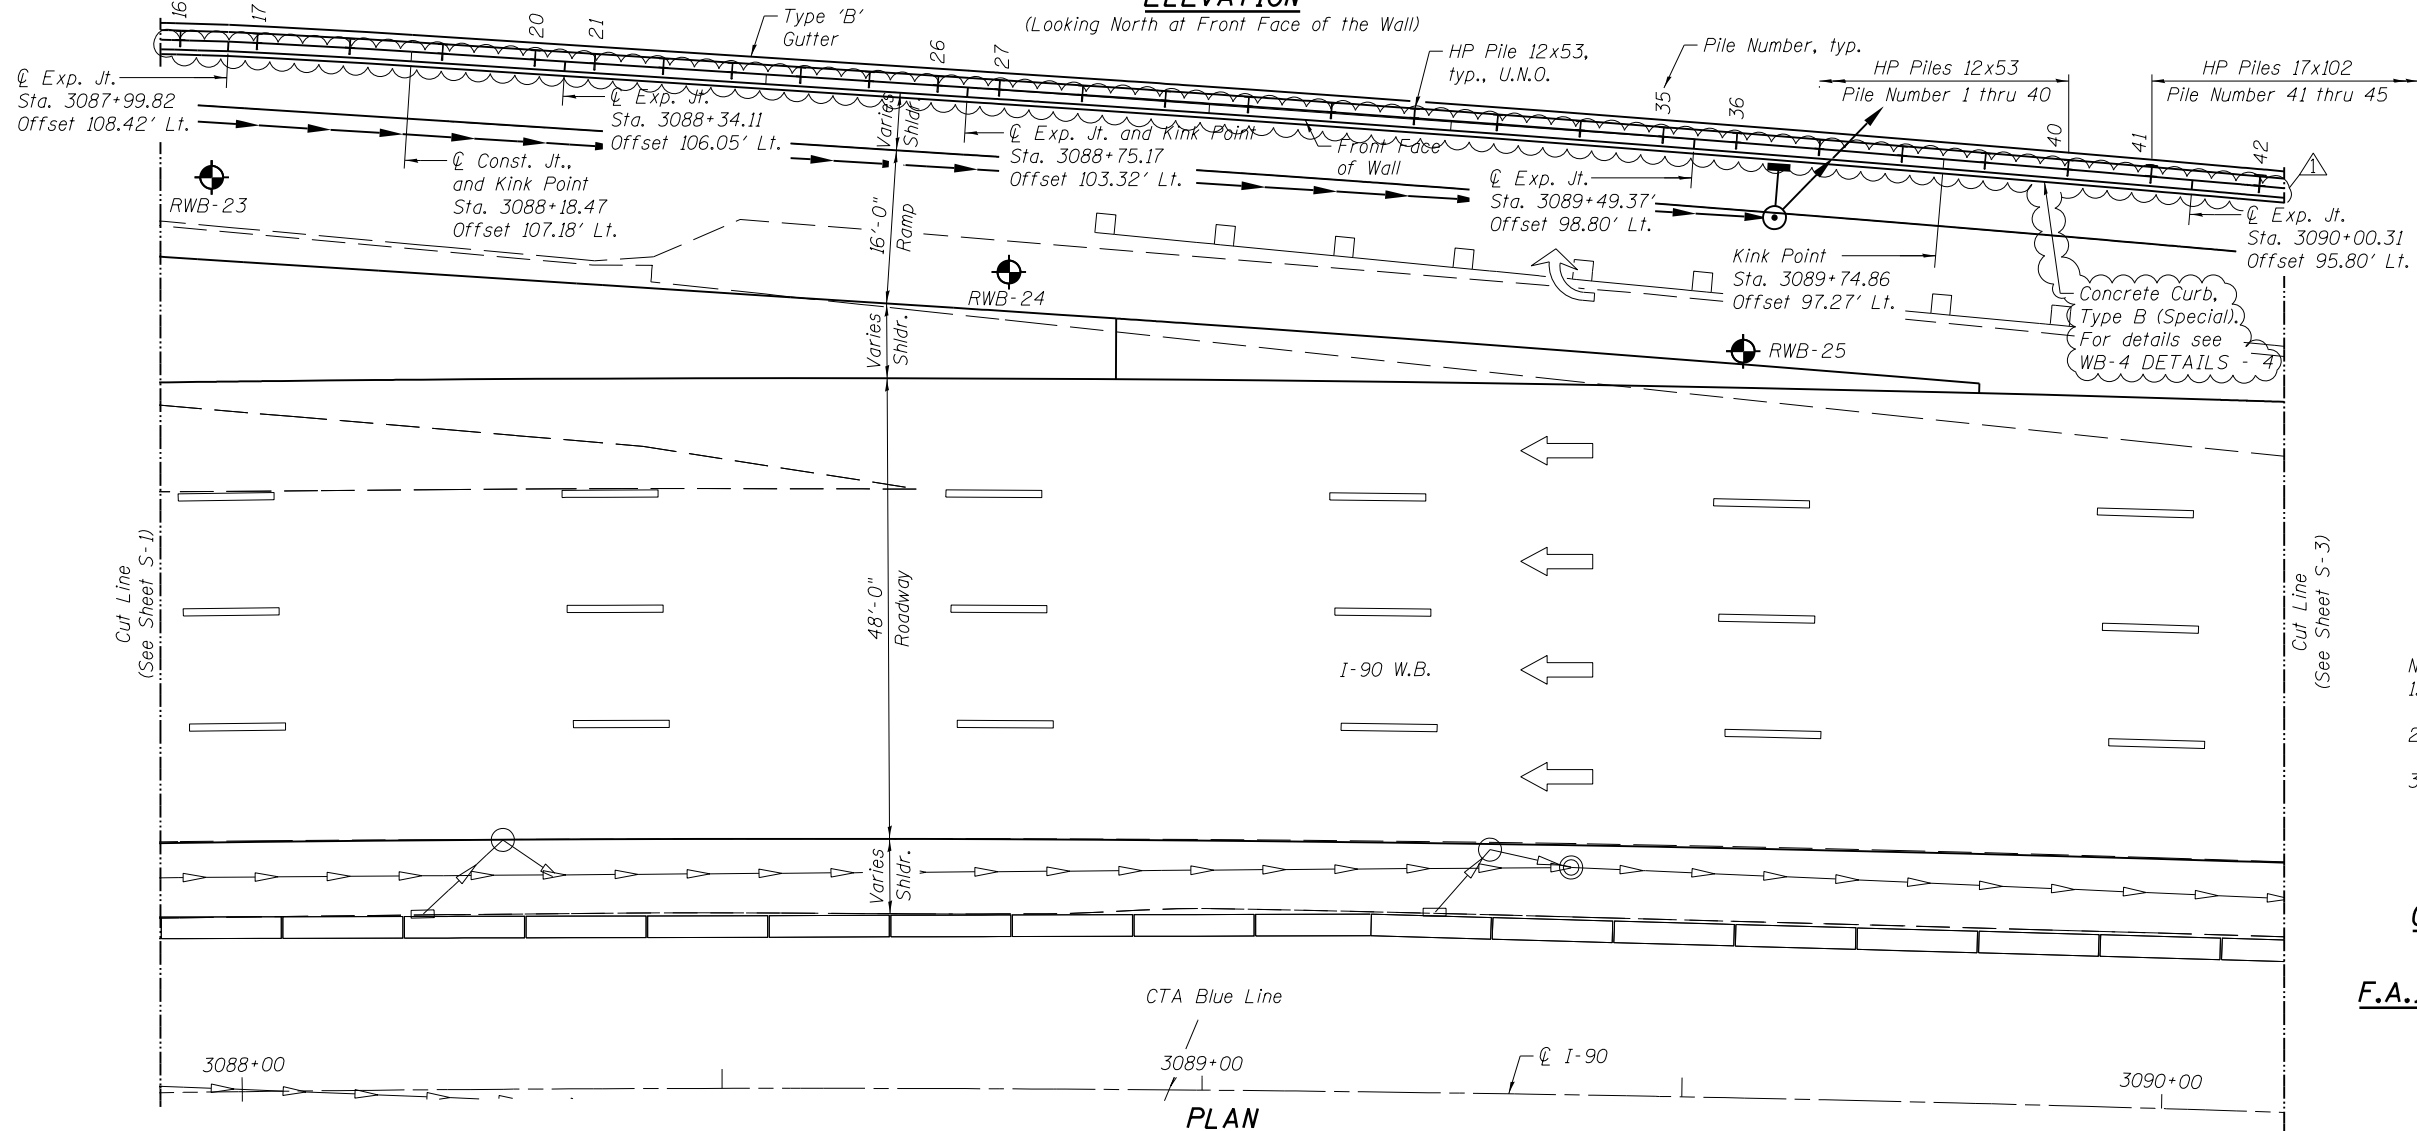 ELEVATION
(Looking North at Front Face of the Wall)
16
17
20
21
26
27
35
36
40
41
42
Type 'B'
Gutter
HP Pile 12x53,
typ., U.N.O.
Pile Number, typ.
HP Piles 12x53
Pile Number 1 thru 40
HP Piles 17x102
Pile Number 41 thru 45
℄ Exp. Jt.
Sta. 3087+99.82
Offset 108.42' Lt.
℄ Exp. Jt.
Sta. 3088+34.11
Offset 106.05' Lt.
℄ Const. Jt.,
and Kink Point
Sta. 3088+18.47
Offset 107.18' Lt.
℄ Exp. Jt. and Kink Point
Sta. 3088+75.17
Offset 103.32' Lt.
Front Face
of Wall
℄ Exp. Jt.
Sta. 3089+49.37'
Offset 98.80' Lt.
Kink Point
Sta. 3089+74.86
Offset 97.27' Lt.
℄ Exp. Jt.
Sta. 3090+00.31
Offset 95.80' Lt.
1
Concrete Curb,
Type B (Special).
For details see
WB-4 DETAILS - 4
RWB-23
RWB-24
RWB-25
Varies
Shldr.
16'-0"
Ramp
Varies
Shldr.
48'-0"
Roadway
Varies
Shldr.
Cut Line
(See Sheet S-1)
Cut Line
(See Sheet S-3)
I-90 W.B.
N
1.
2
3
F.A.
CTA Blue Line
3088+00
3089+00
℄ I-90
3090+00
PLAN